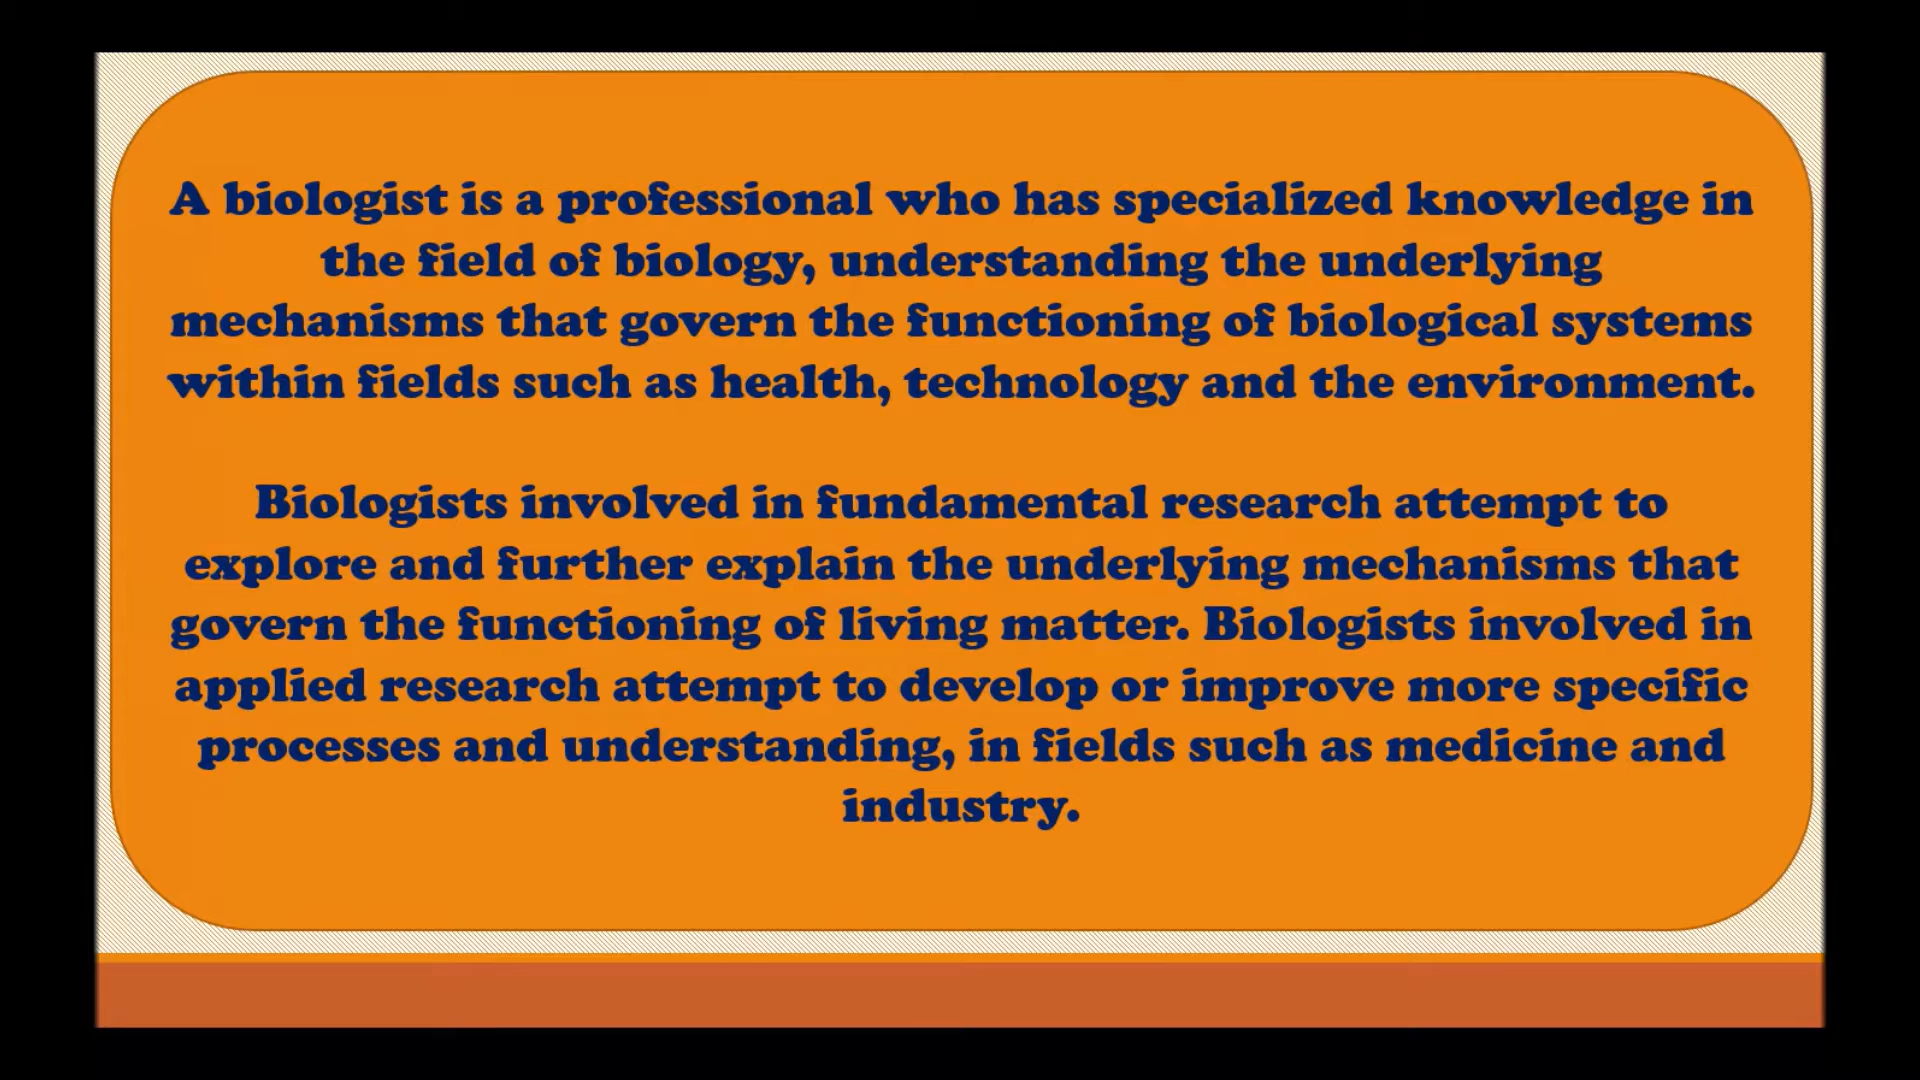 A biologist is a professional who has specialized knowledge in
the field of biology, understanding the underlying
mechanisms that govern the functioning of biological systems
within fields such as health, technology and the environment.
Biologists involved in fundamental research attempt to
explore and further explain the underlying mechanisms that
govern the functioning of living matter. Biologists involved in
applied research attempt to develop or improve more specific
processes and understanding, in fields such as medicine and
industry.